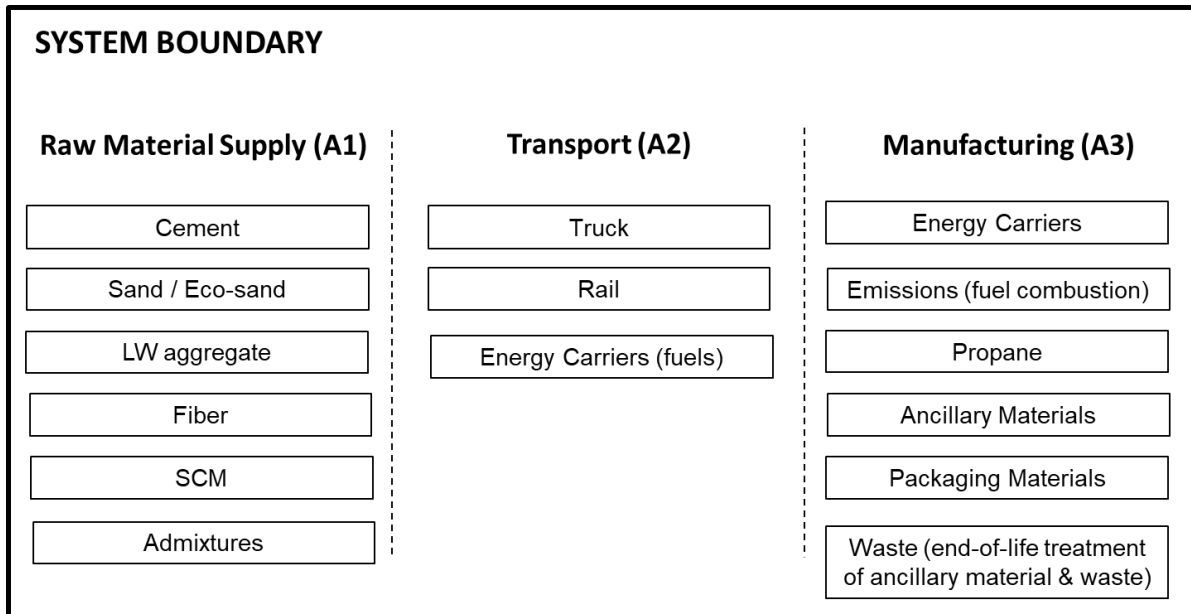 SYSTEM BOUNDARY
Raw Material Supply (A1)
Cement
Sand / Eco-sand
LW aggregate
Fiber
SCM
Admixtures
Transport (A2)
Truck
Rail
Energy Carriers (fuels)
Manufacturing (A3)
Energy Carriers
Emissions (fuel combustion)
Propane
Ancillary Materials
Packaging Materials
Waste (end-of-life treatment
of ancillary material & waste)